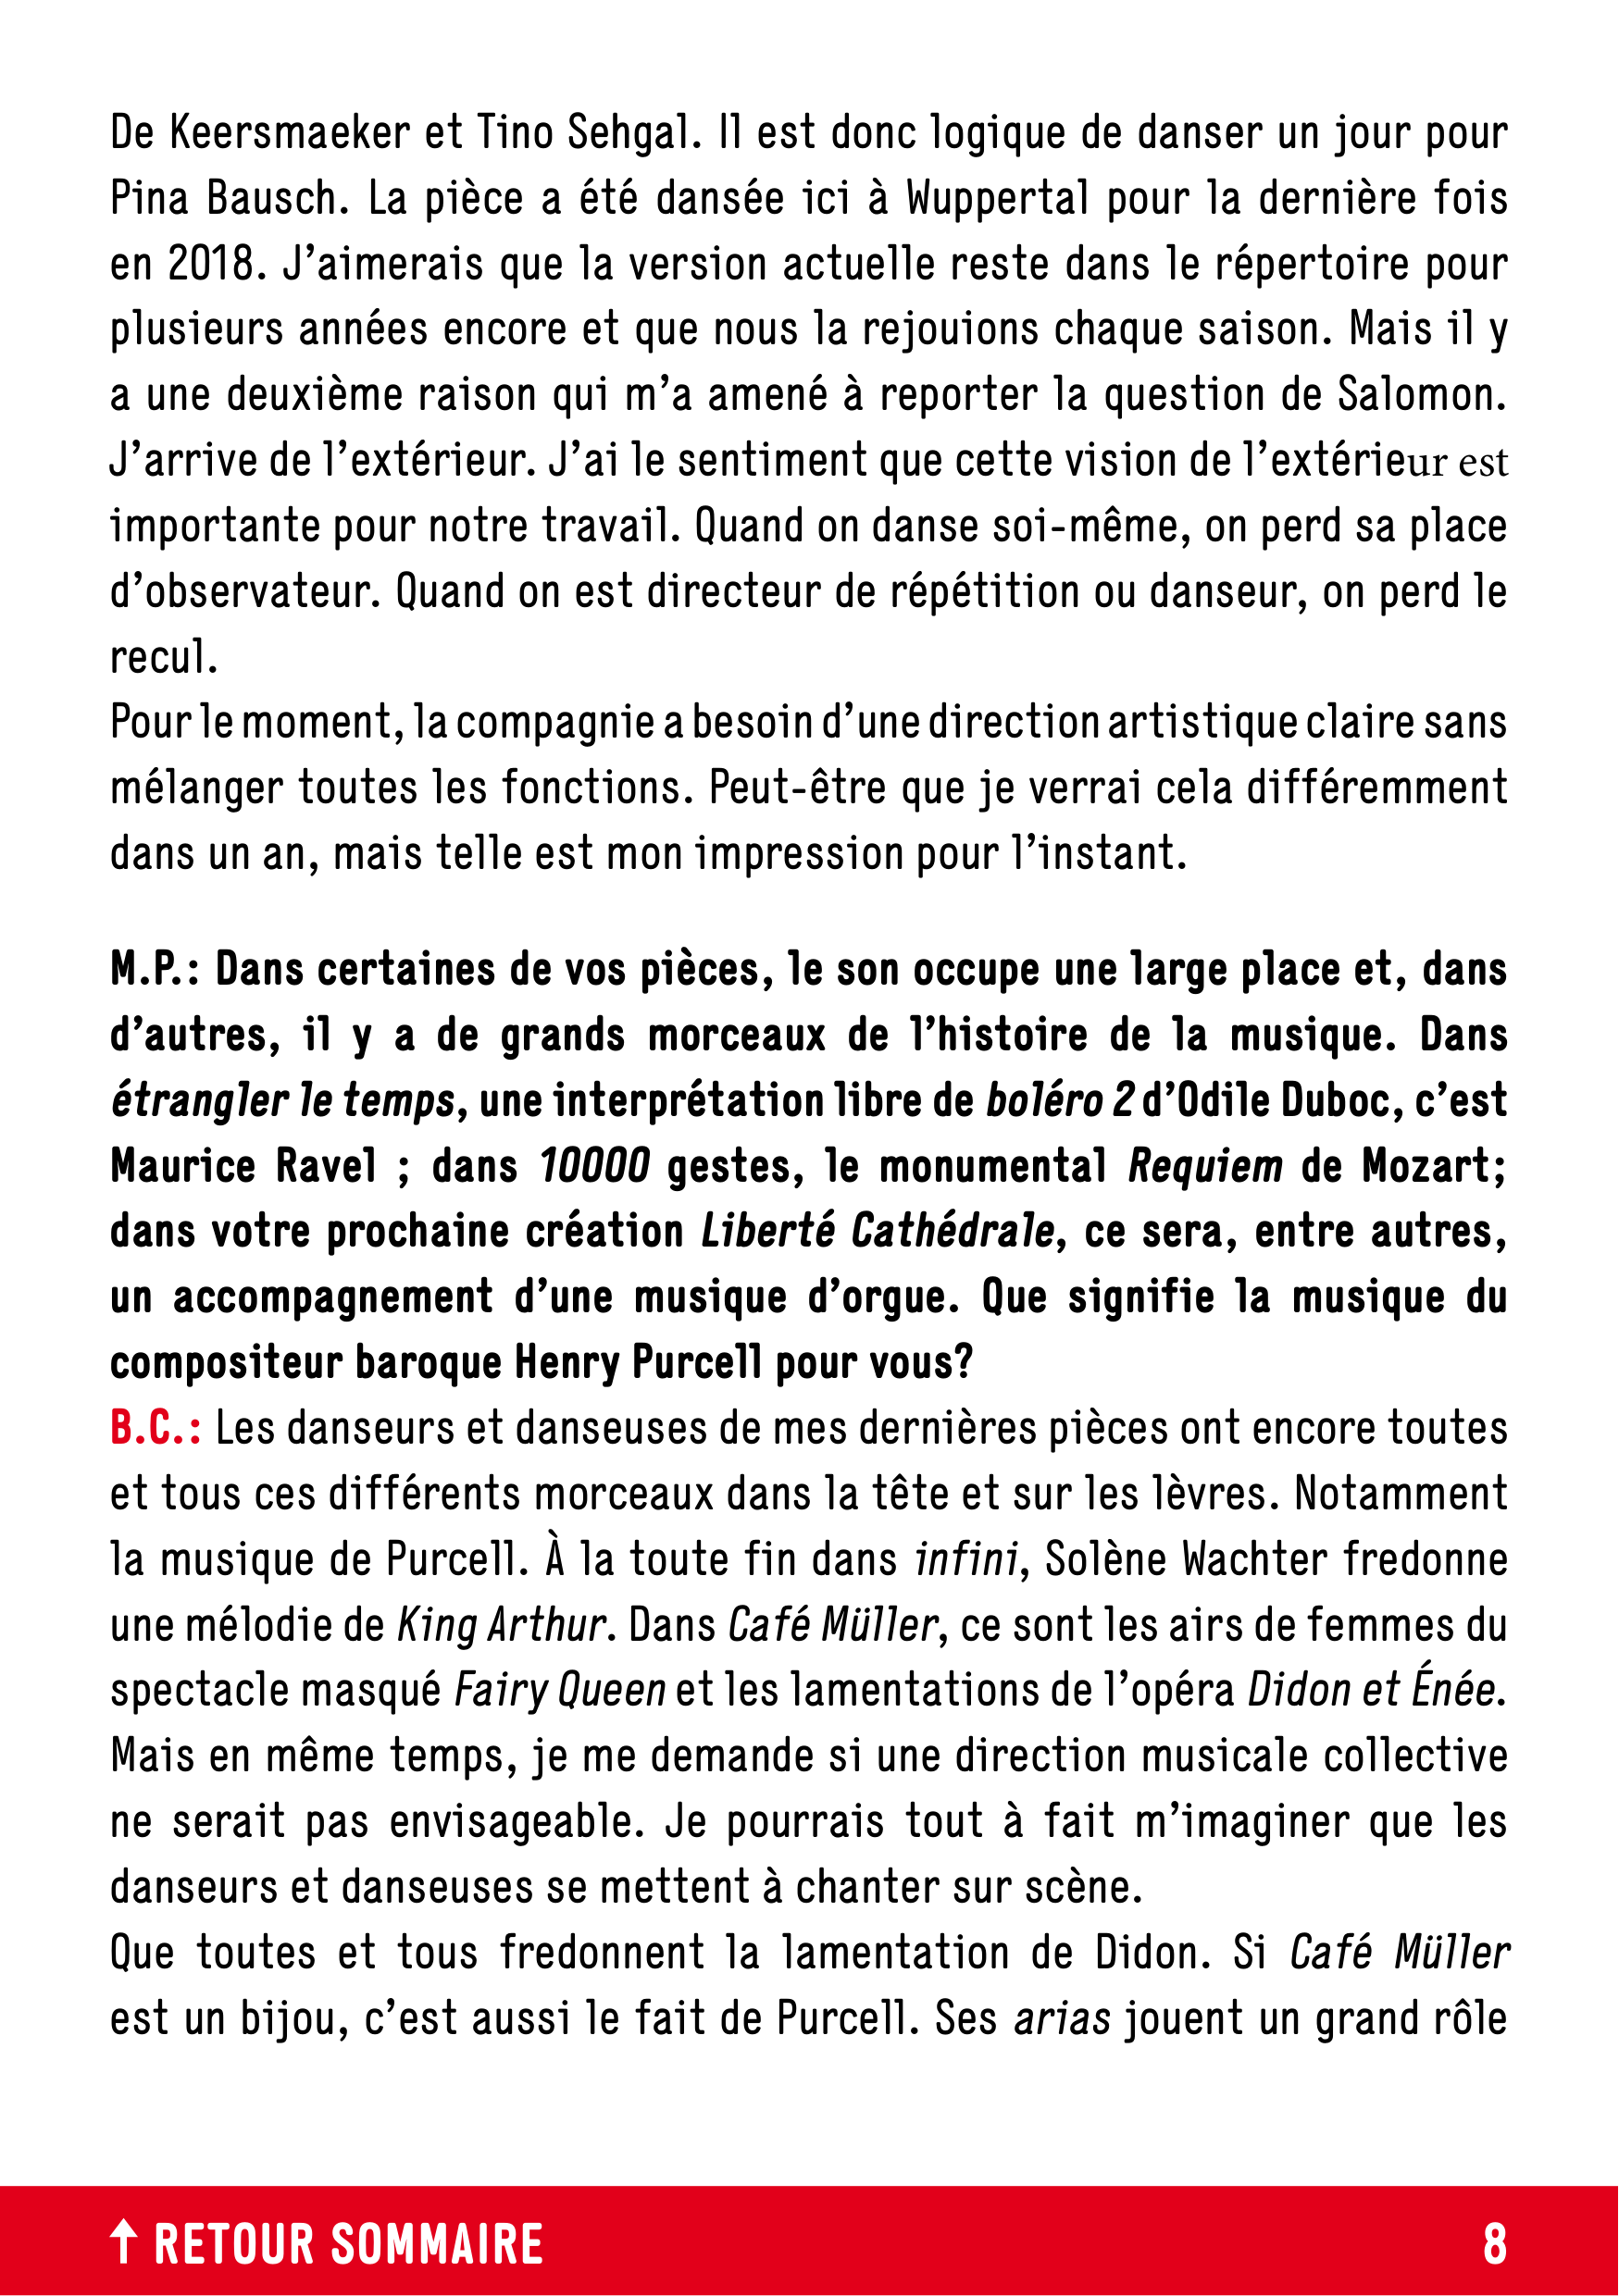 De Keersmaeker et Tino Sehgal. Il est donc logique de danser un jour pour
Pina Bausch. La pièce a été dansée ici à Wuppertal pour la dernière fois
en 2018. J’aimerais que la version actuelle reste dans le répertoire pour
plusieurs années encore et que nous la rejouions chaque saison. Mais il y
a une deuxième raison qui m’a amené à reporter la question de Salomon.
J’arrive de l’extérieur. J’ai le sentiment que cette vision de l’extérieur est
importante pour notre travail. Quand on danse soi-même, on perd sa place
d’observateur. Quand on est directeur de répétition ou danseur, on perd le
recul.
Pour le moment, la compagnie a besoin d’une direction artistique claire sans
mélanger toutes les fonctions. Peut-être que je verrai cela différemment
dans un an, mais telle est mon impression pour l’instant.
M.P.: Dans certaines de vos pièces, le son occupe une large place et, dans
d’autres, il y a de grands morceaux de l’histoire de la musique. Dans
étrangler le temps, une interprétation libre de boléro 2 d’Odile Duboc, c’est
Maurice Ravel ; dans 10000 gestes, le monumental Requiem de Mozart;
dans votre prochaine création Liberté Cathédrale, ce sera, entre autres,
un accompagnement d’une musique d’orgue. Que signifie la musique du
compositeur baroque Henry Purcell pour vous?
B.C.: Les danseurs et danseuses de mes dernières pièces ont encore toutes
et tous ces différents morceaux dans la tête et sur les lèvres. Notamment
la musique de Purcell. À la toute fin dans infini, Solène Wachter fredonne
une mélodie de King Arthur. Dans Café Müller, ce sont les airs de femmes du
spectacle masqué Fairy Queen et les lamentations de l’opéra Didon et Énée.
Mais en même temps, je me demande si une direction musicale collective
ne serait pas envisageable. Je pourrais tout à fait m’imaginer que les
danseurs et danseuses se mettent à chanter sur scène.
Que toutes et tous fredonnent la lamentation de Didon. Si Café Müller
est un bijou, c’est aussi le fait de Purcell. Ses arias jouent un grand rôle
RETOUR SOMMAIRE
8